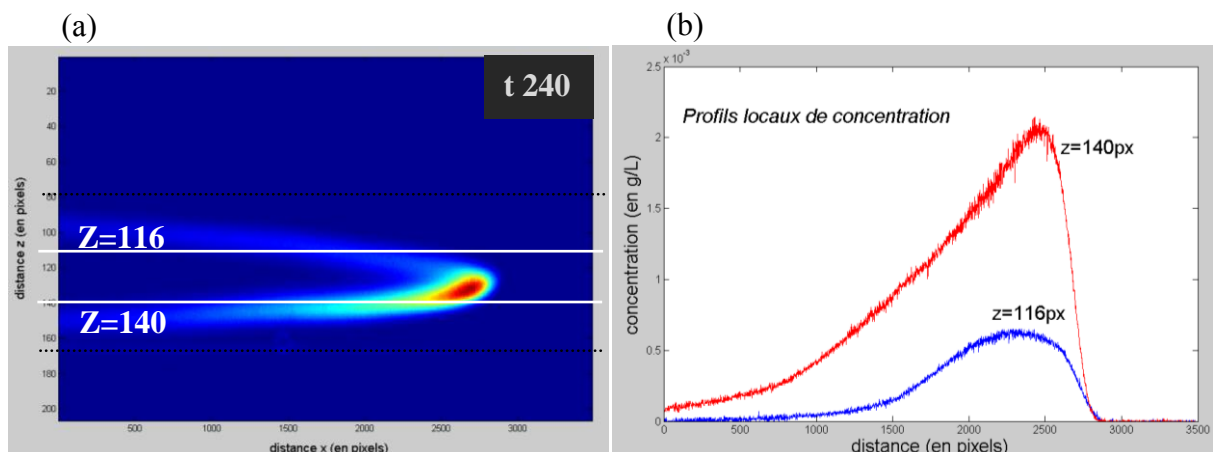 (a)
t 240
20
40
60
80
100
120
140
160
180
200
Z=116
Z=140
distance z (en pixels)
500
1000
1500
2000
2500
3000
distance x (en pixels)
(b)
x 10⁻³
2.5
2
1.5
1
0.5
0
concentration (en g/L)
Profils locaux de concentration
z=140px
z=116px
0
500
1000
1500
2000
2500
3000
3500
distance (en pixels)